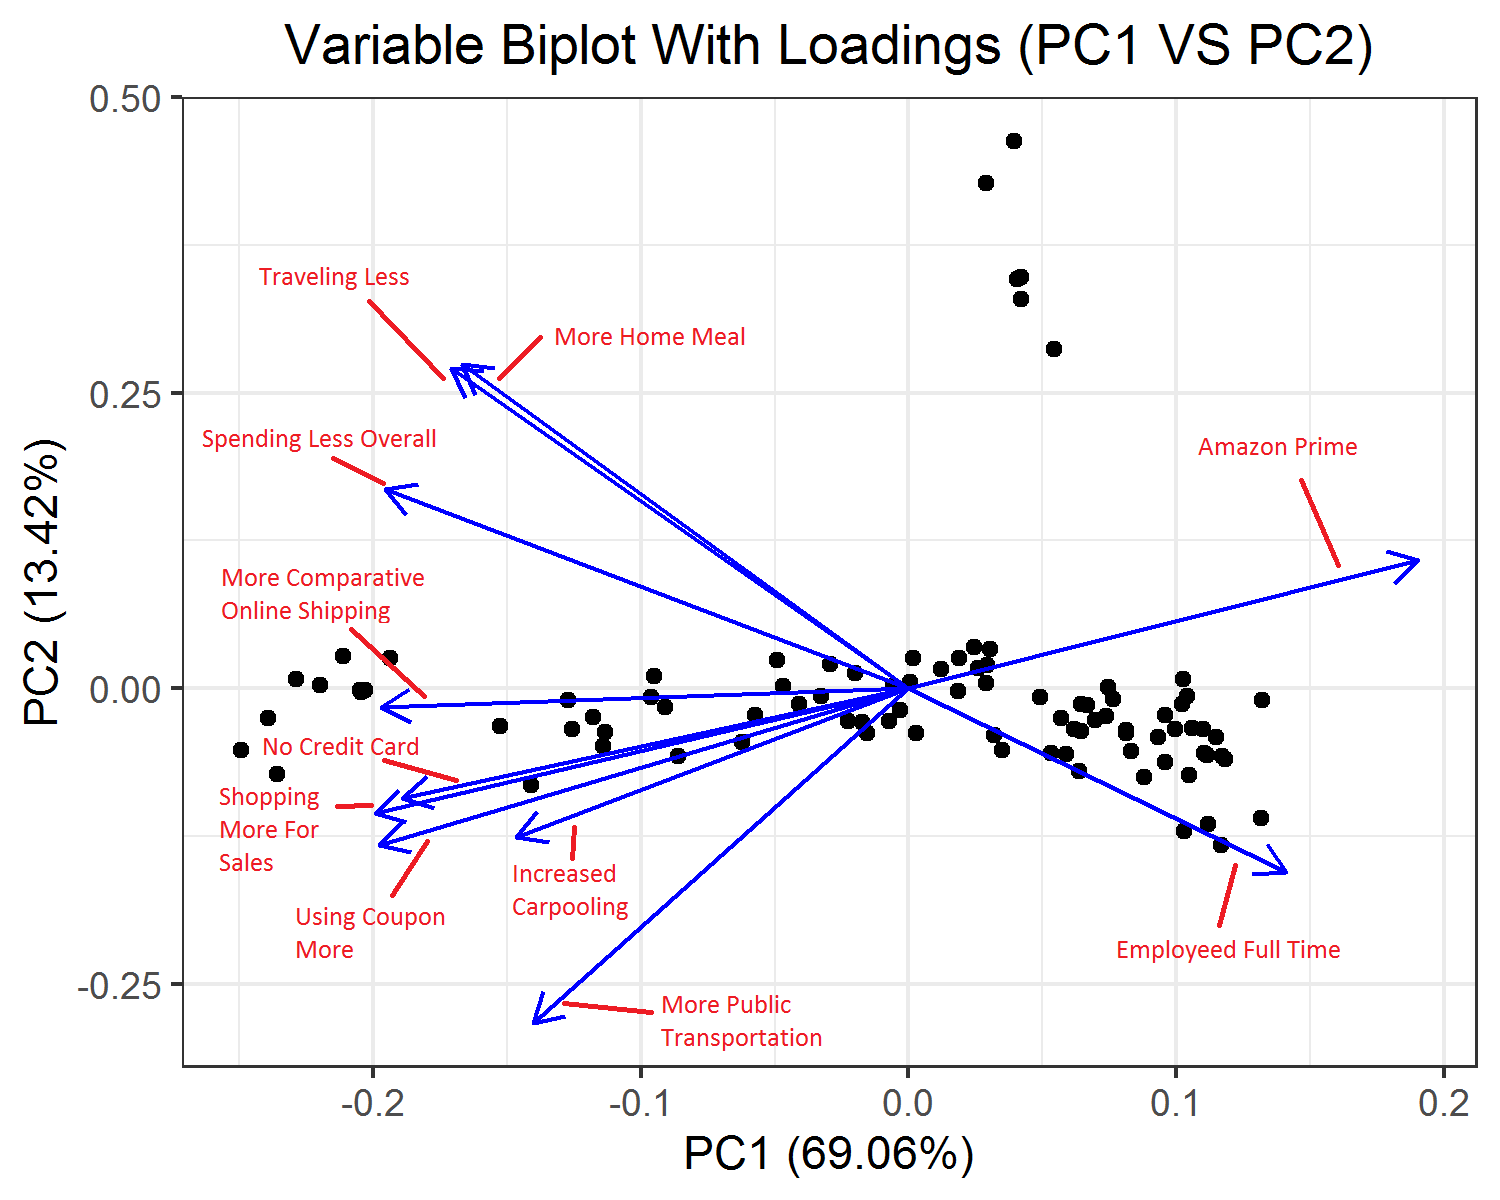 Variable Biplot With Loadings (PC1 VS PC2)
0.50
0.25
0.00
-0.25
PC2 (13.42%)
Traveling Less
More Home Meal
Spending Less Overall
Amazon Prime
More Comparative
Online Shipping
No Credit Card
Shopping
More For
Sales
Using Coupon
More
Increased
Carpooling
Employeed Full Time
More Public
Transportation
-0.2
-0.1
0.0
0.1
0.2
PC1 (69.06%)